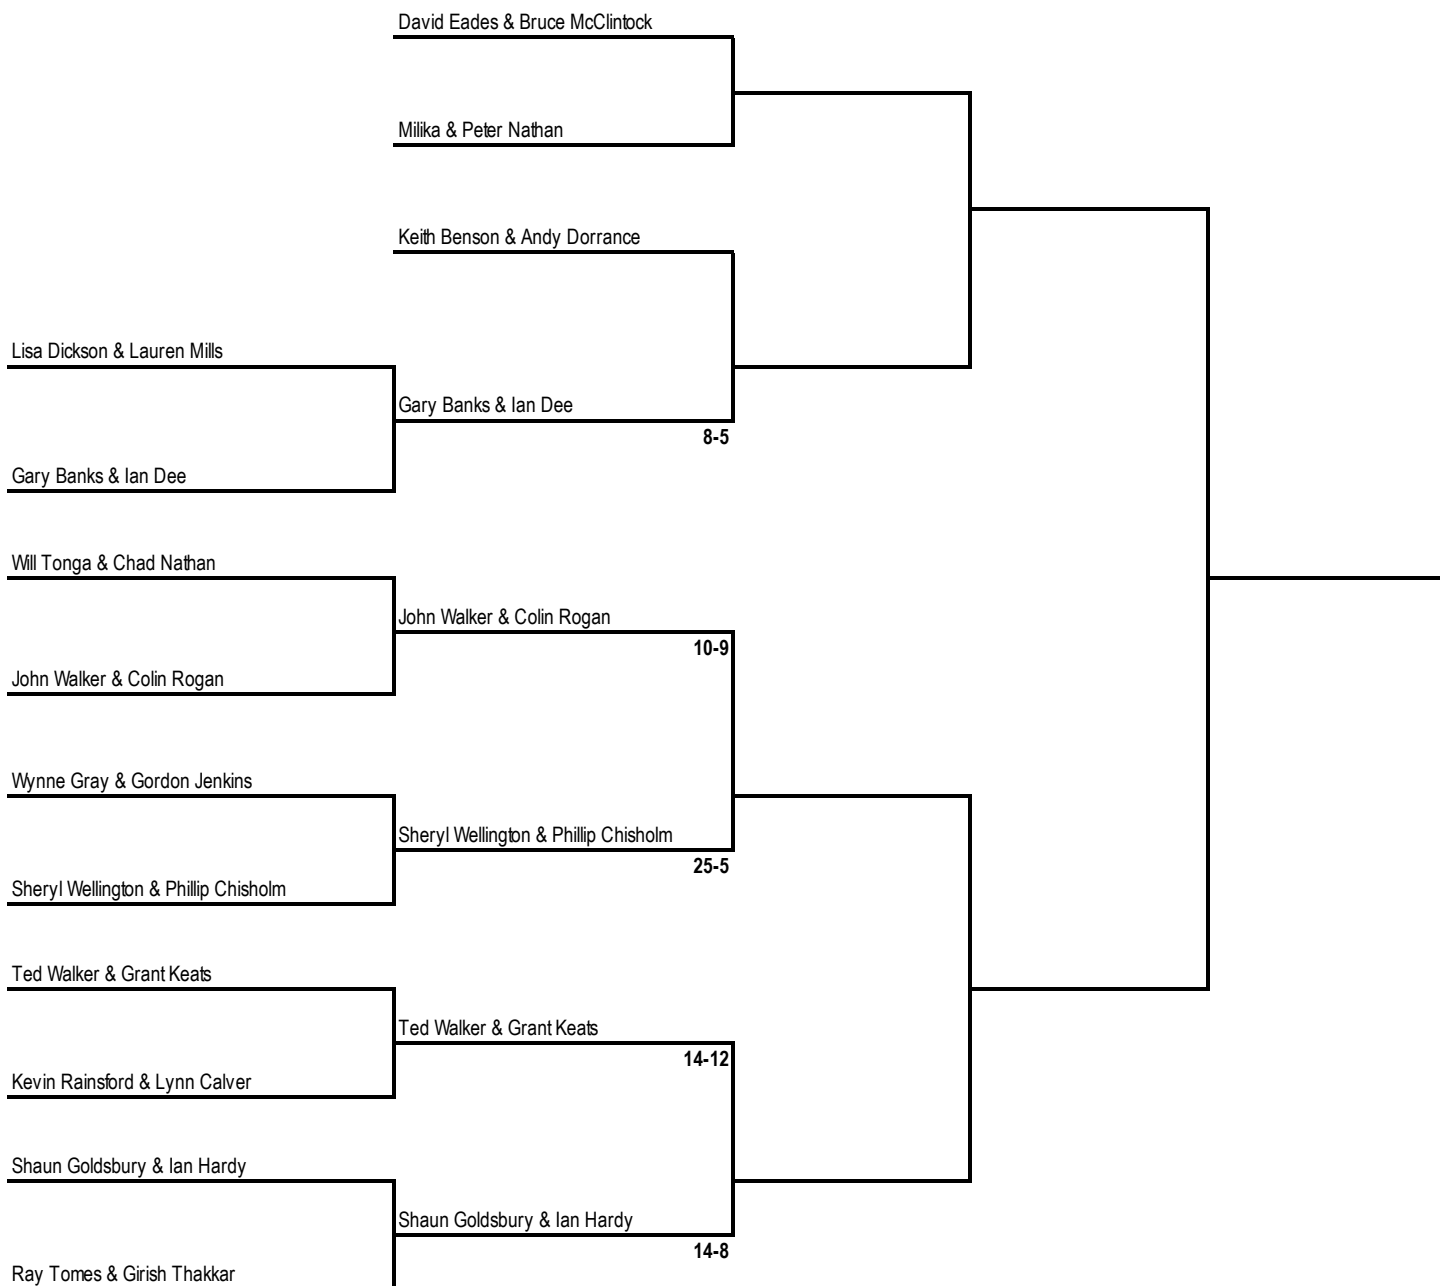 David Eades & Bruce McClintock
Milika & Peter Nathan
Keith Benson & Andy Dorrance
Lisa Dickson & Lauren Mills
Gary Banks & Ian Dee
8-5
Gary Banks & Ian Dee
Will Tonga & Chad Nathan
John Walker & Colin Rogan
10-9
John Walker & Colin Rogan
Wynne Gray & Gordon Jenkins
Sheryl Wellington & Phillip Chisholm
25-5
Sheryl Wellington & Phillip Chisholm
Ted Walker & Grant Keats
Ted Walker & Grant Keats
14-12
Kevin Rainsford & Lynn Calver
Shaun Goldsbury & Ian Hardy
Shaun Goldsbury & Ian Hardy
14-8
Ray Tomes & Girish Thakkar